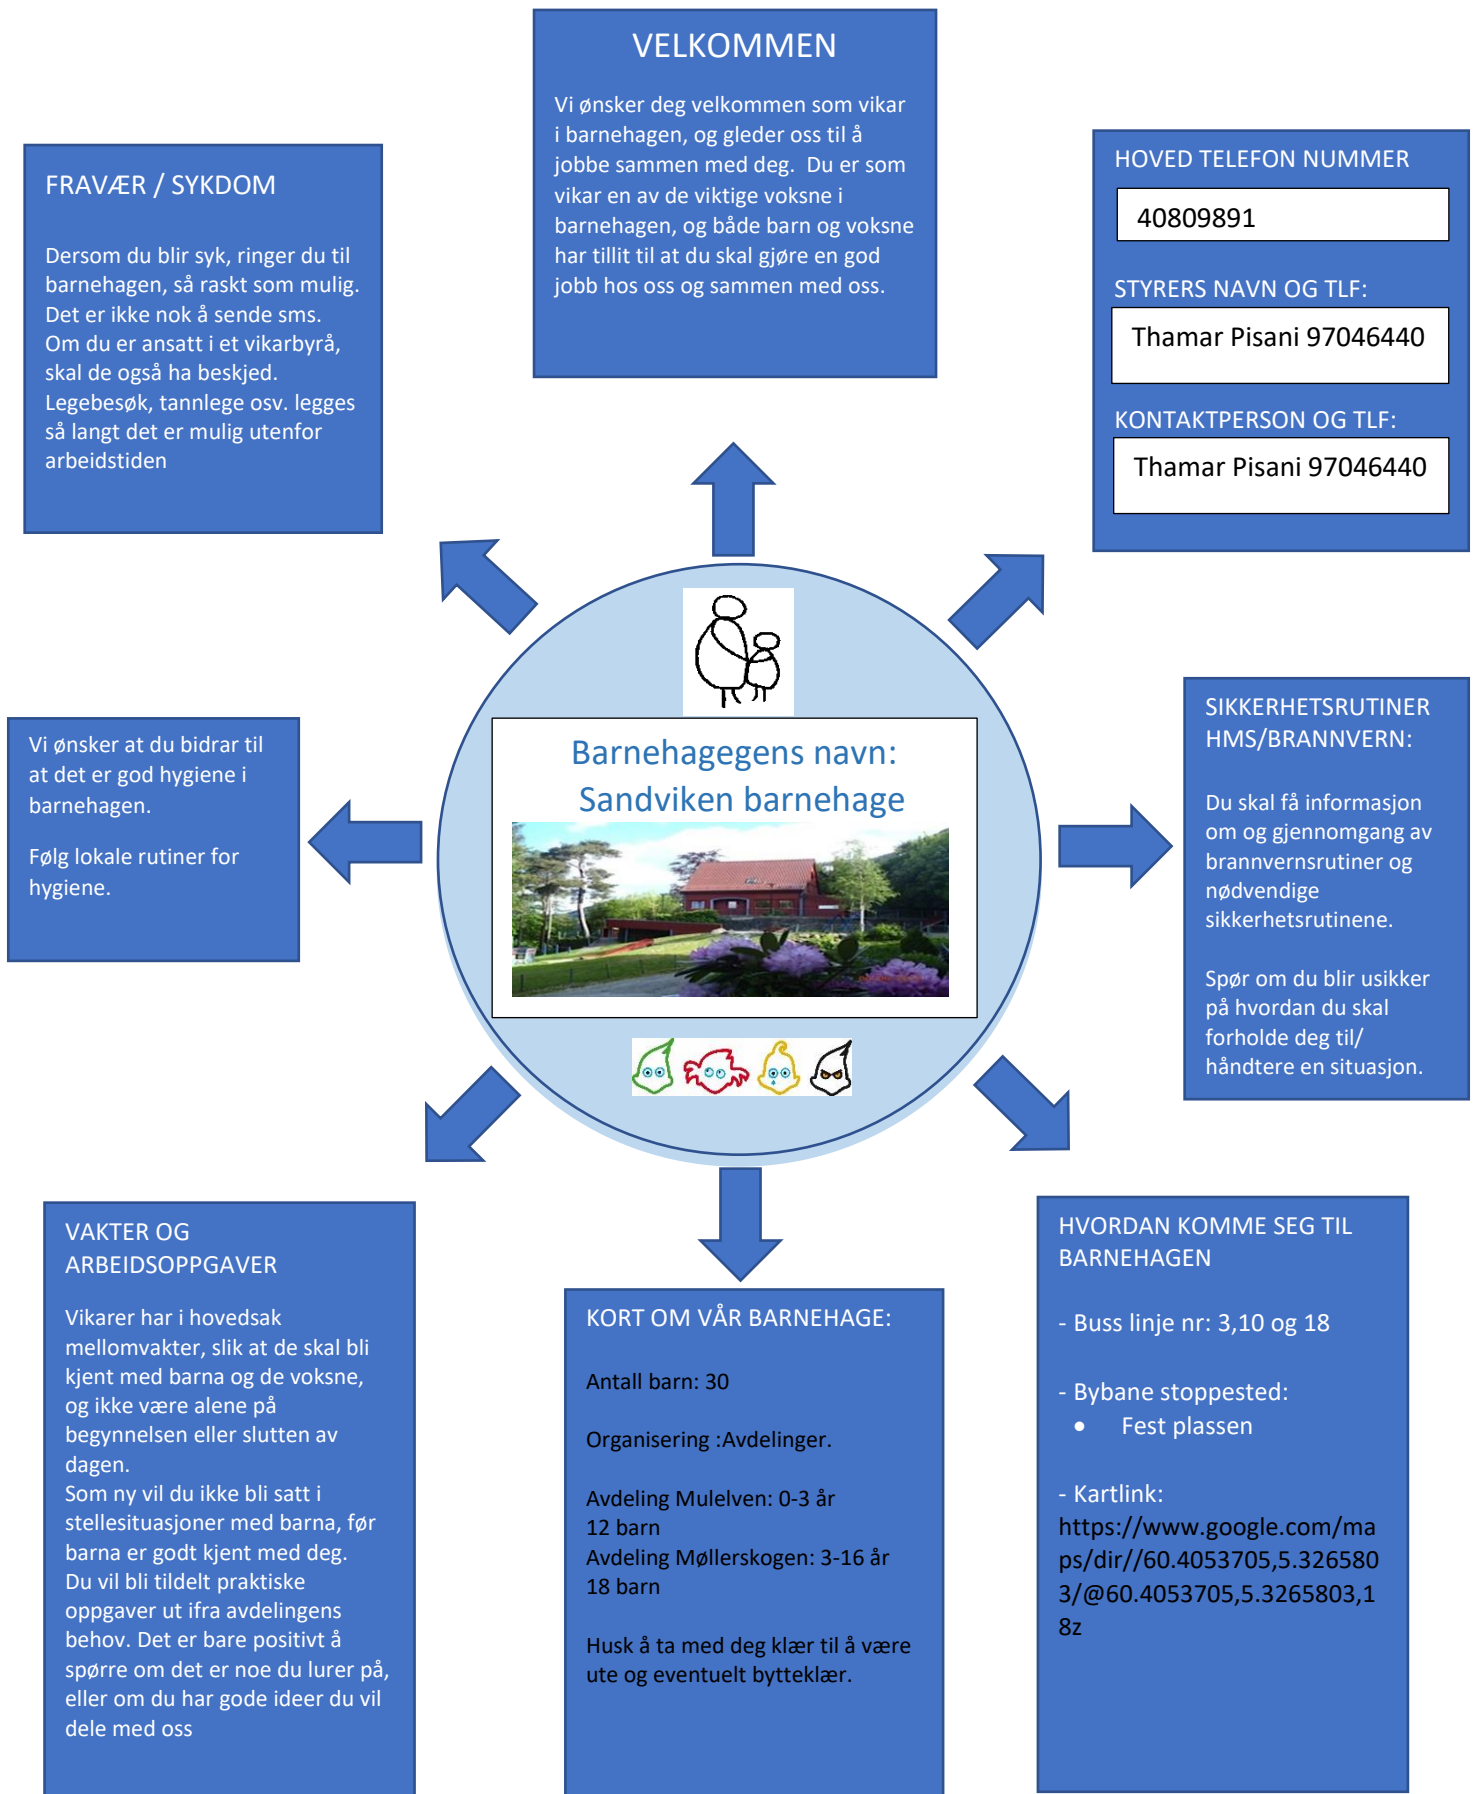 VELKOMMEN
Vi ønsker deg velkommen som vikar
i barnehagen, og gleder oss til å
jobbe sammen med deg.  Du er som
vikar en av de viktige voksne i
barnehagen, og både barn og voksne
har tillit til at du skal gjøre en god
jobb hos oss og sammen med oss.
FRAVÆR / SYKDOM
Dersom du blir syk, ringer du til
barnehagen, så raskt som mulig.
Det er ikke nok å sende sms.
Om du er ansatt i et vikarbyrå,
skal de også ha beskjed.
Legebesøk, tannlege osv. legges
så langt det er mulig utenfor
arbeidstiden
HOVED TELEFON NUMMER
40809891
STYRERS NAVN OG TLF:
Thamar Pisani 97046440
KONTAKTPERSON OG TLF:
Thamar Pisani 97046440
Vi ønsker at du bidrar til
at det er god hygiene i
barnehagen.
Følg lokale rutiner for
hygiene.
Barnehagegens navn:
Sandviken barnehage
SIKKERHETSRUTINER
HMS/BRANNVERN:
Du skal få informasjon
om og gjennomgang av
brannvernsrutiner og
nødvendige
sikkerhetsrutinene.
Spør om du blir usikker
på hvordan du skal
forholde deg til/
håndtere en situasjon.
VAKTER OG
ARBEIDSOPPGAVER
Vikarer har i hovedsak
mellomvakter, slik at de skal bli
kjent med barna og de voksne,
og ikke være alene på
begynnelsen eller slutten av
dagen.
Som ny vil du ikke bli satt i
stellesituasjoner med barna, før
barna er godt kjent med deg.
Du vil bli tildelt praktiske
oppgaver ut ifra avdelingens
behov. Det er bare positivt å
spørre om det er noe du lurer på,
eller om du har gode ideer du vil
dele med oss
KORT OM VÅR BARNEHAGE:
Antall barn: 30
Organisering :Avdelinger.
Avdeling Mulelven: 0-3 år
12 barn
Avdeling Møllerskogen: 3-16 år
18 barn
Husk å ta med deg klær til å være
ute og eventuelt bytteklær.
HVORDAN KOMME SEG TIL
BARNEHAGEN
- Buss linje nr: 3,10 og 18
- Bybane stoppested:
• Fest plassen
- Kartlink:
https://www.google.com/ma
ps/dir//60.4053705,5.326580
3/@60.4053705,5.3265803,1
8z